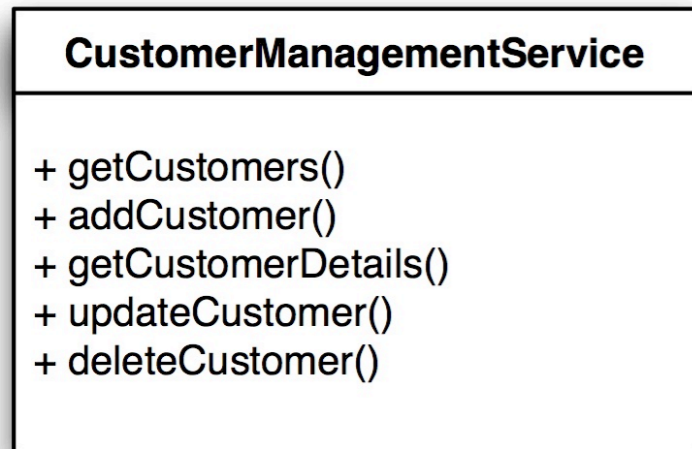 CustomerManagementService
+ getCustomers()
+ addCustomer()
+ getCustomerDetails()
+ updateCustomer()
+ deleteCustomer()